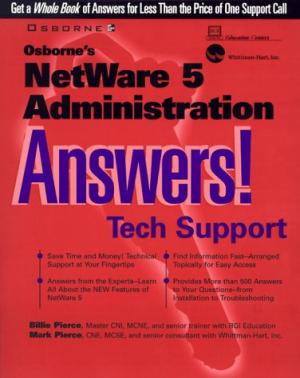 Get a Whole Book of Answers for Less Than the Price of One Support Call
OSBORNE
Education Centers
Whittman-Hart, Inc.
Osborne's
NetWare 5
Administration
Answers!
Tech Support
Save Time and Money! Technical Support at Your Fingertips
Answers from the Experts–Learn All About the NEW Features of NetWare 5
Find Information Fast–Arranged Topically for Easy Access
Provides More than 500 Answers to Your Questions–from Installation to Troubleshooting
Billie Pierce, Master CNI, MCNE, and senior trainer with RGI Education
Mark Pierce, CNE, MCSE, and senior consultant with Whittman-Hart, Inc.